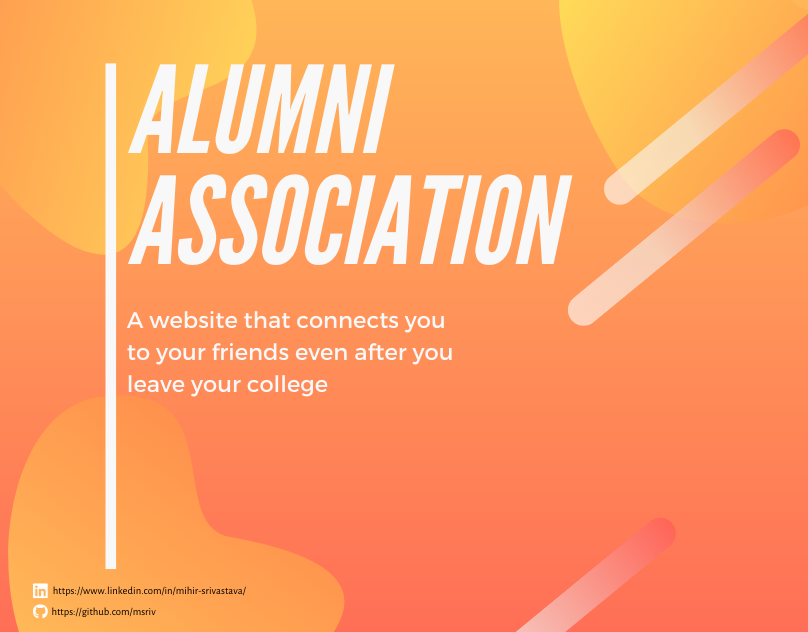 ALUMNI
ASSOCIATION
A website that connects you
to your friends even after you
leave your college
in https://www.linkedin.com/in/mihir-srivastava/
https://github.com/msriv